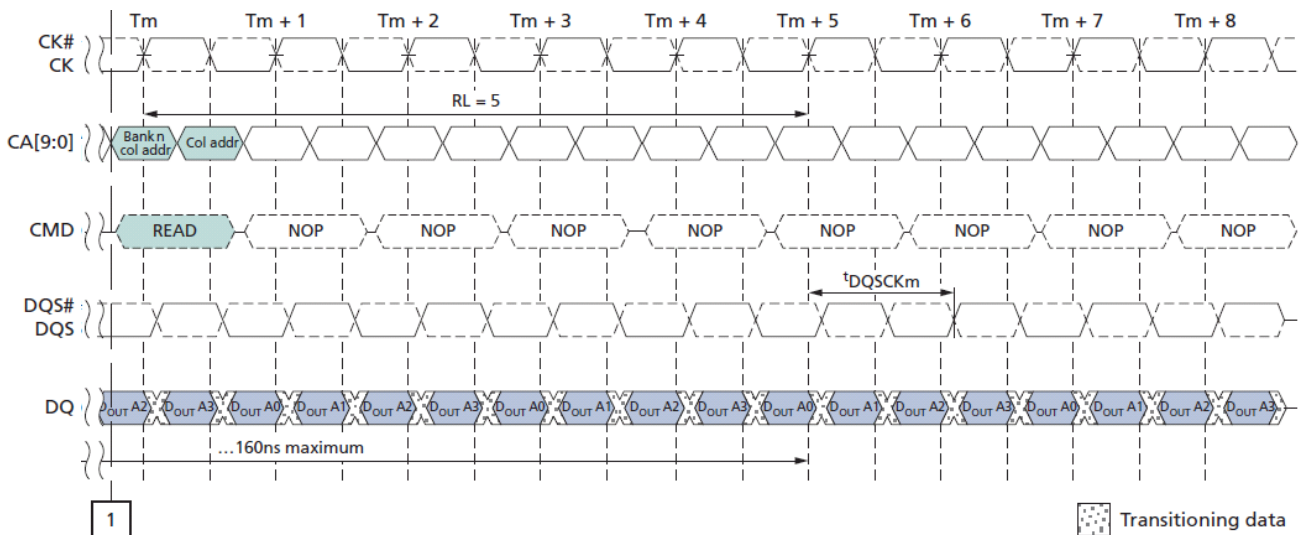 Tm Tm + 1 Tm + 2 Tm + 3 Tm + 4 Tm + 5 Tm + 6 Tm + 7 Tm + 8
CK#
CK
RL = 5
CA[9:0]
Bank n
col addr
Col addr
CMD READ NOP NOP NOP NOP NOP NOP NOP NOP
tDQSCKm
DQS#
DQS
DQ DOUT A2 DOUT A3 DOUT A0 DOUT A1 DOUT A2 DOUT A3 DOUT A0 DOUT A1 DOUT A2 DOUT A3 DOUT A0 DOUT A1 DOUT A2 DOUT A3 DOUT A0 DOUT A1 DOUT A2 DOUT A3
...160ns maximum
1
Transitioning data